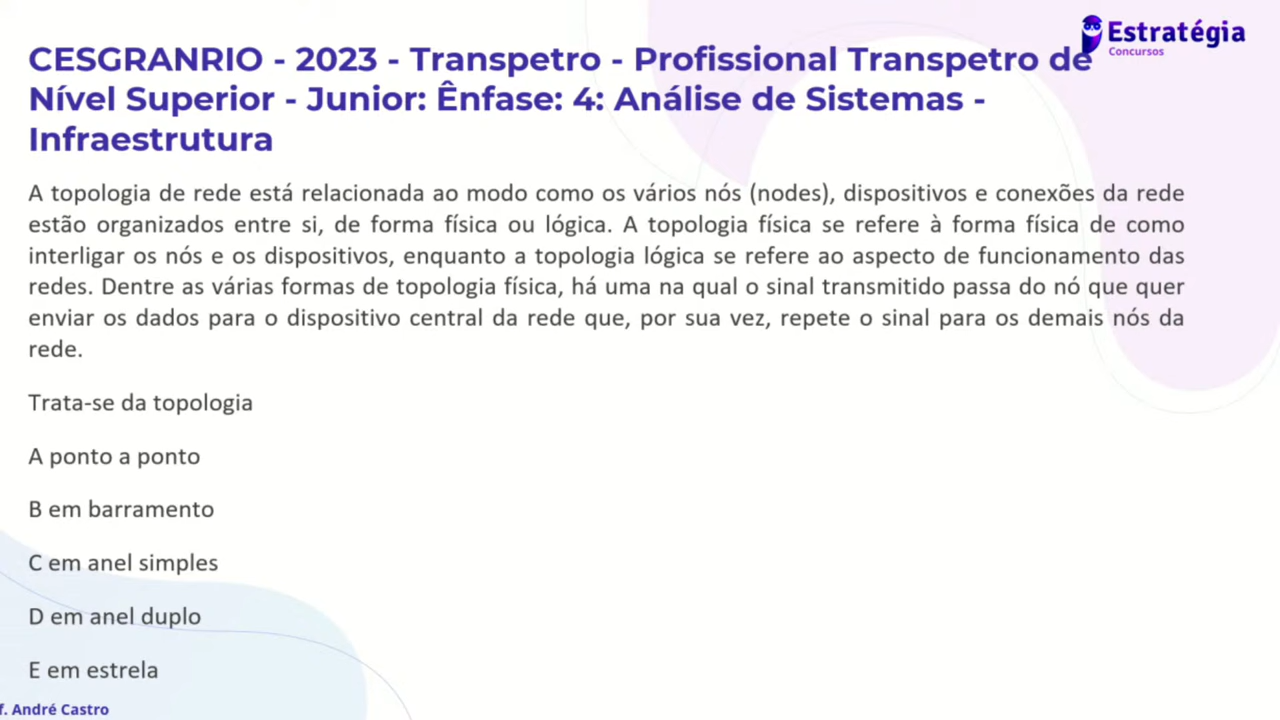 Estratégia
Concursos
CESGRANRIO - 2023 - Transpetro - Profissional Transpetro de
Nível Superior - Junior: Ênfase: 4: Análise de Sistemas -
Infraestrutura
A topologia de rede está relacionada ao modo como os vários nós (nodes), dispositivos e conexões da rede
estão organizados entre si, de forma física ou lógica. A topologia física se refere à forma física de como
interligar os nós e os dispositivos, enquanto a topologia lógica se refere ao aspecto de funcionamento das
redes. Dentre as várias formas de topologia física, há uma na qual o sinal transmitido passa do nó que quer
enviar os dados para o dispositivo central da rede que, por sua vez, repete o sinal para os demais nós da
rede.
Trata-se da topologia
A ponto a ponto
B em barramento
C em anel simples
D em anel duplo
E em estrela
f. André Castro